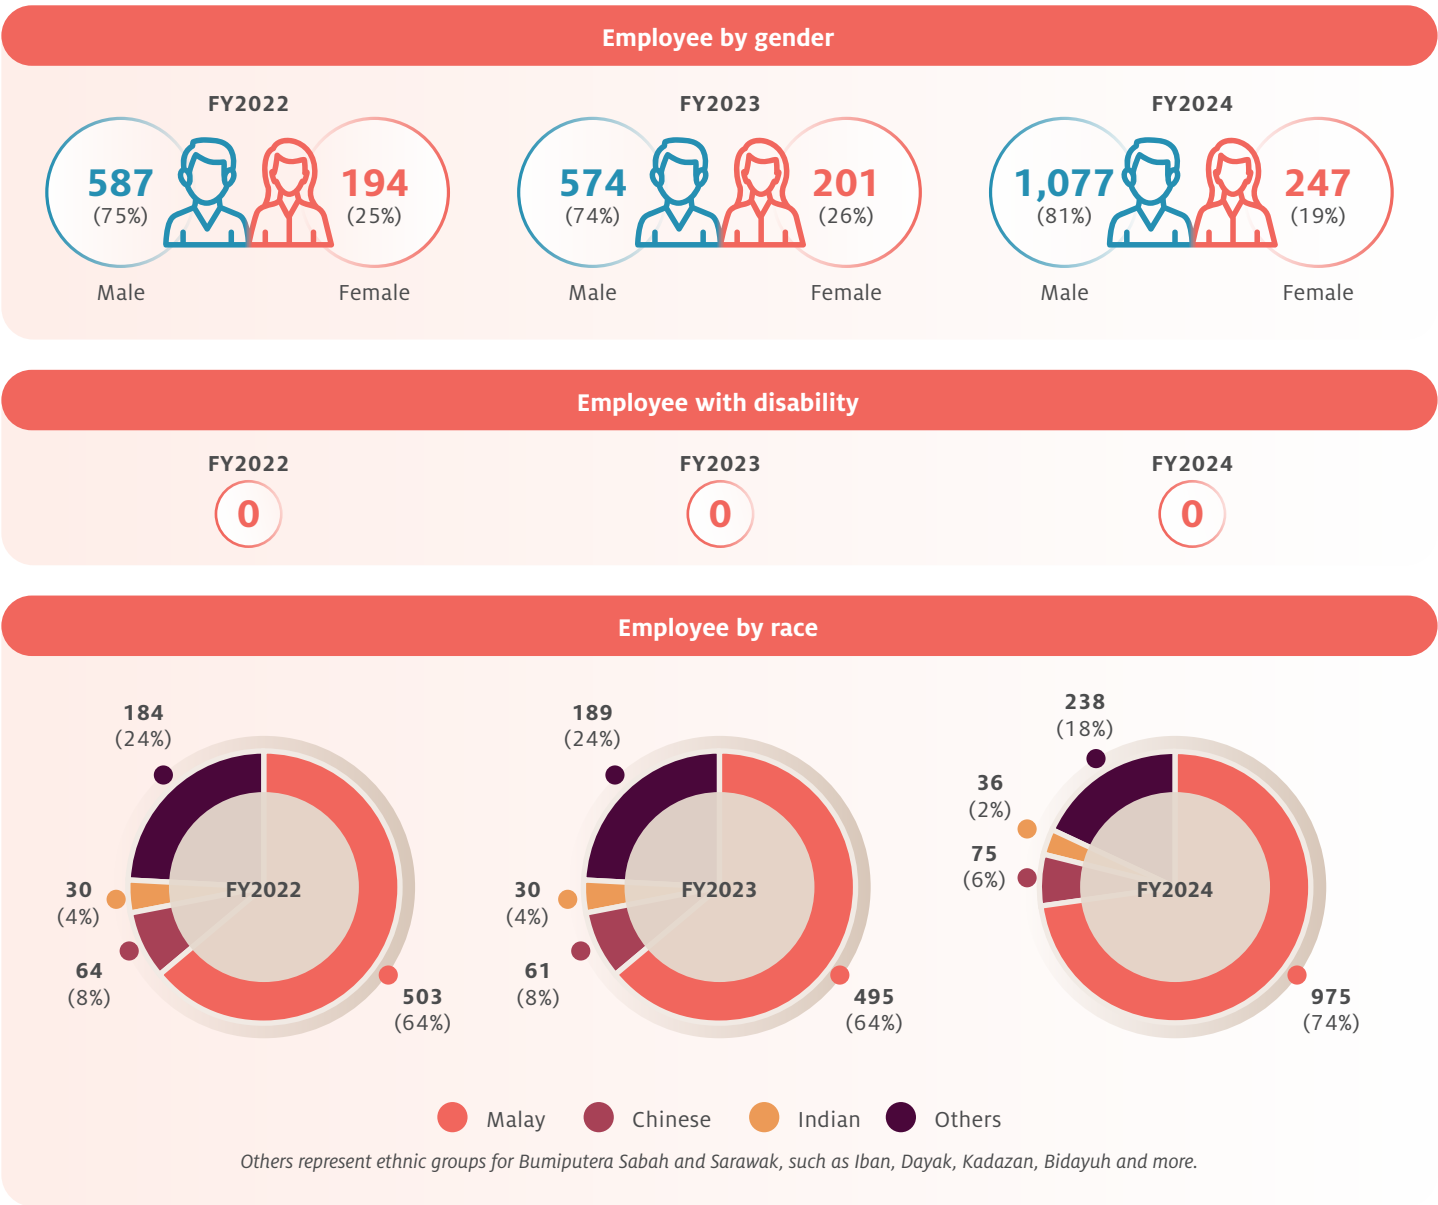 Employee by gender
FY2022
FY2023
FY2024
587
(75%)
194
(25%)
574
(74%)
201
(26%)
1,077
(81%)
247
(19%)
Male
Female
Male
Female
Male
Female
Employee with disability
FY2022
FY2023
FY2024
0
0
0
Employee by race
184
(24%)
30
(4%)
64
(8%)
FY2022
503
(64%)
189
(24%)
30
(4%)
61
(8%)
FY2023
495
(64%)
238
(18%)
36
(2%)
75
(6%)
FY2024
975
(74%)
Malay
Chinese
Indian
Others
Others represent ethnic groups for Bumiputera Sabah and Sarawak, such as Iban, Dayak, Kadazan, Bidayuh and more.